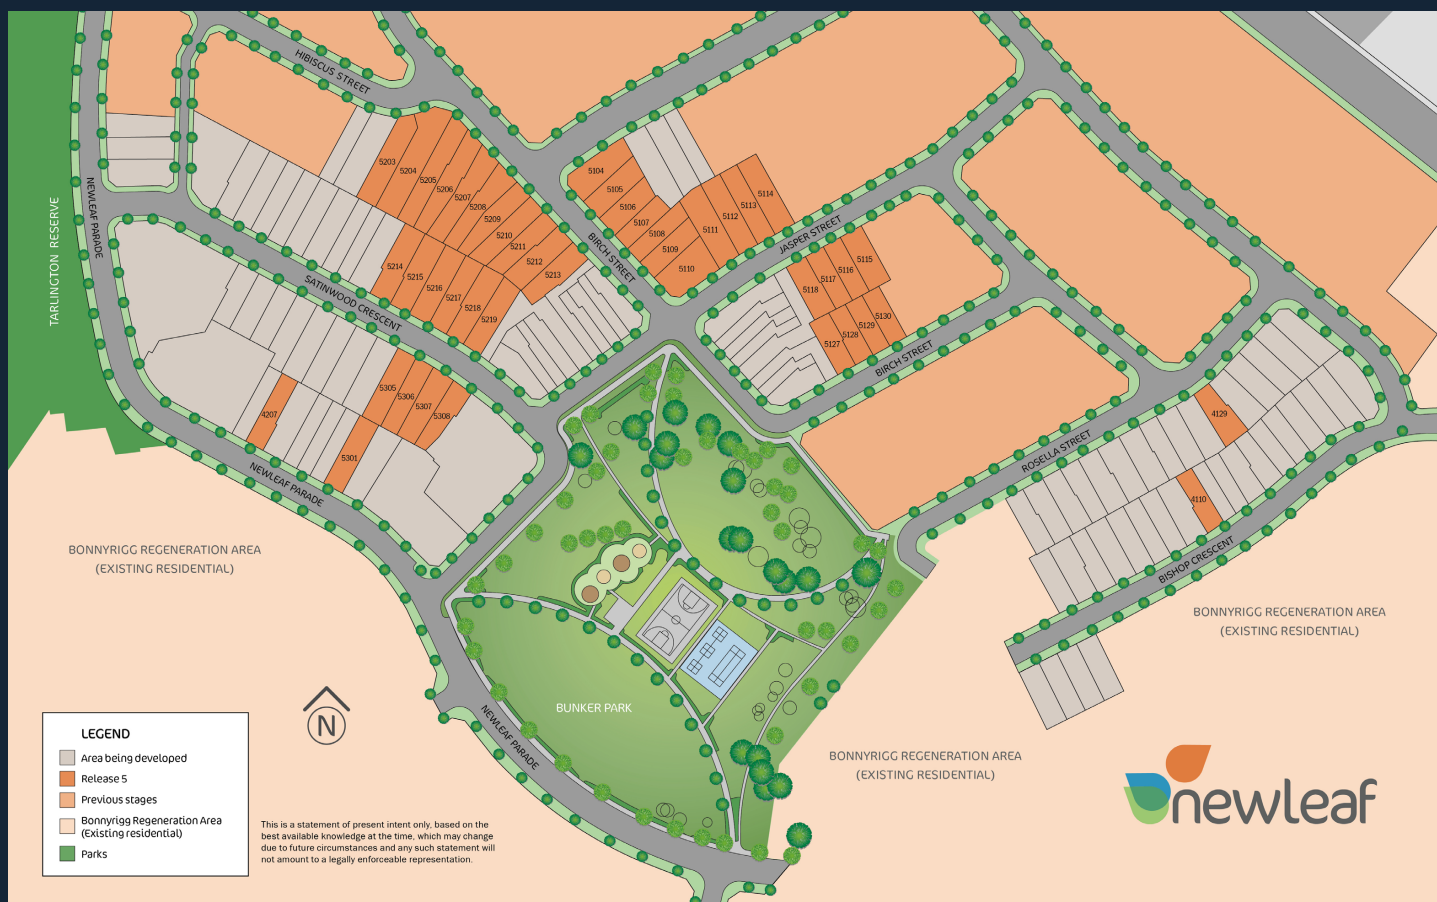 HIBISCUS STREET
5203
5204
5205
5206
5207
5208
5209
5210
5211
5212
5213
5104
5105
5106
5107
5108
5109
5110
5111
5112
5113
5114
NEWLEAF PARADE
TARLINGTON RESERVE
BIRCH STREET
JASPER STREET
5214
5215
5216
5217
5218
5219
SATINWOOD CRESCENT
5115
5116
5117
5118
5127
5128
5129
5130
BIRCH STREET
5305
5306
5307
5308
4207
5301
NEWLEAF PARADE
4129
ROSELLA STREET
4110
BISHOP CRESCENT
BONNYRIGG REGENERATION AREA
(EXISTING RESIDENTIAL)
BONNYRIGG REGENERATION AREA
(EXISTING RESIDENTIAL)
BUNKER PARK
NEWLEAF PARADE
N
BONNYRIGG REGENERATION AREA
(EXISTING RESIDENTIAL)
LEGEND
Area being developed
Release 5
Previous stages
Bonnyrigg Regeneration Area
(Existing residential)
Parks
This is a statement of present intent only, based on the
best available knowledge at the time, which may change
due to future circumstances and any such statement will
not amount to a legally enforceable representation.
newleaf